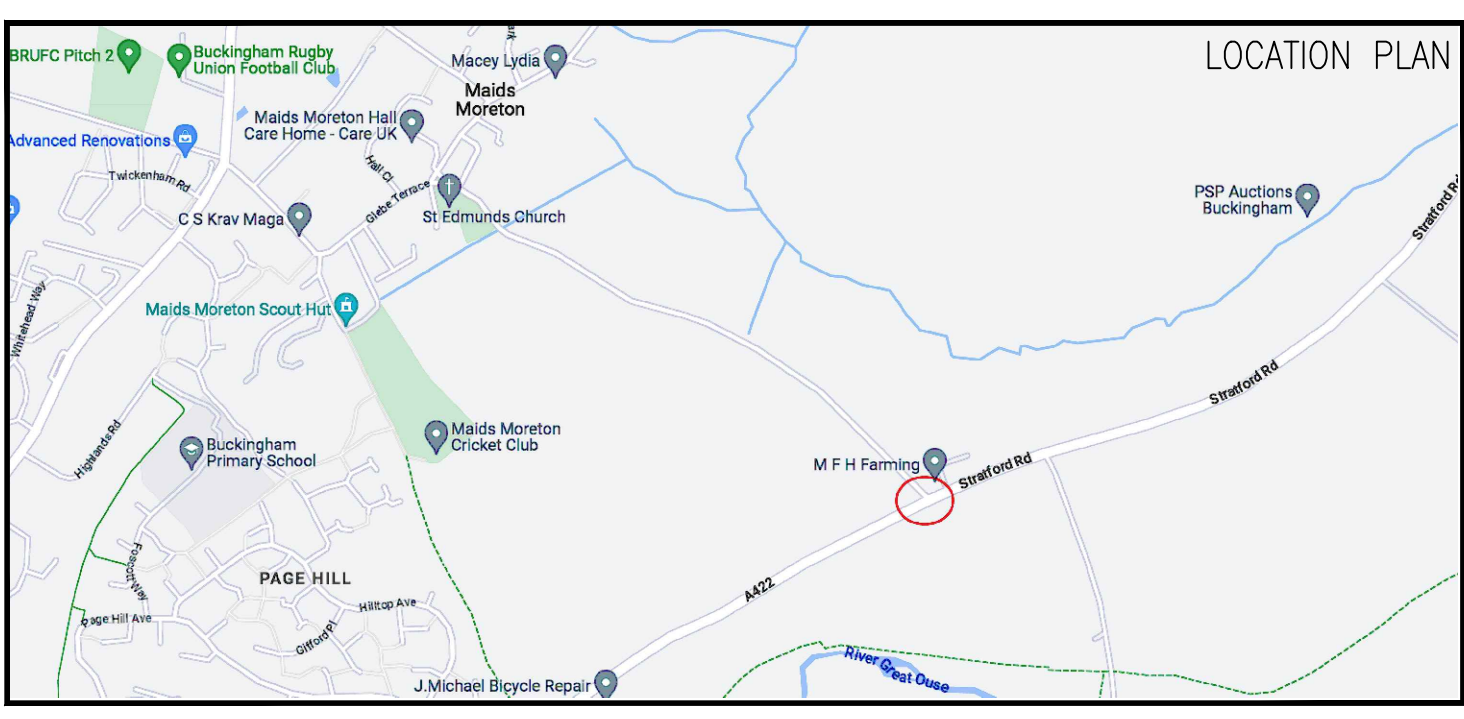 LOCATION PLAN
BRUFC Pitch 2
Buckingham Rugby
Union Football Club
Macey Lydia
Maids
Moreton
Maids Moreton Hall
Care Home - Care UK
Advanced Renovations
Twickenham Rd
Hall Cl
Glebe Terrace
C S Krav Maga
St Edmunds Church
PSP Auctions
Buckingham
Stratford Rd
Whitehead Way
Maids Moreton Scout Hut
Stratford Rd
Highlands Rd
Buckingham
Primary School
Maids Moreton
Cricket Club
M F H Farming
Stratford Rd
Foscott Way
PAGE HILL
A422
Hilltop Ave
Page Hill Ave
Gifford Pl
River Great Ouse
J.Michael Bicycle Repair